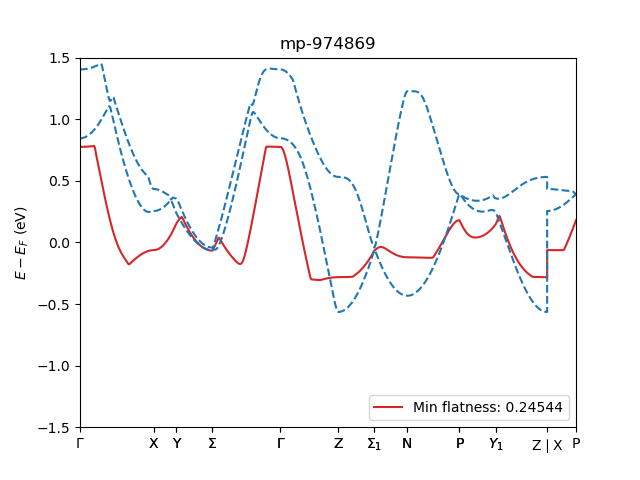 mp-974869
E − E_F (eV)
1.5
1.0
0.5
0.0
−0.5
−1.0
−1.5
Min flatness: 0.24544
Γ X Y Σ Γ Z Σ₁ N P Y₁ Z | X P